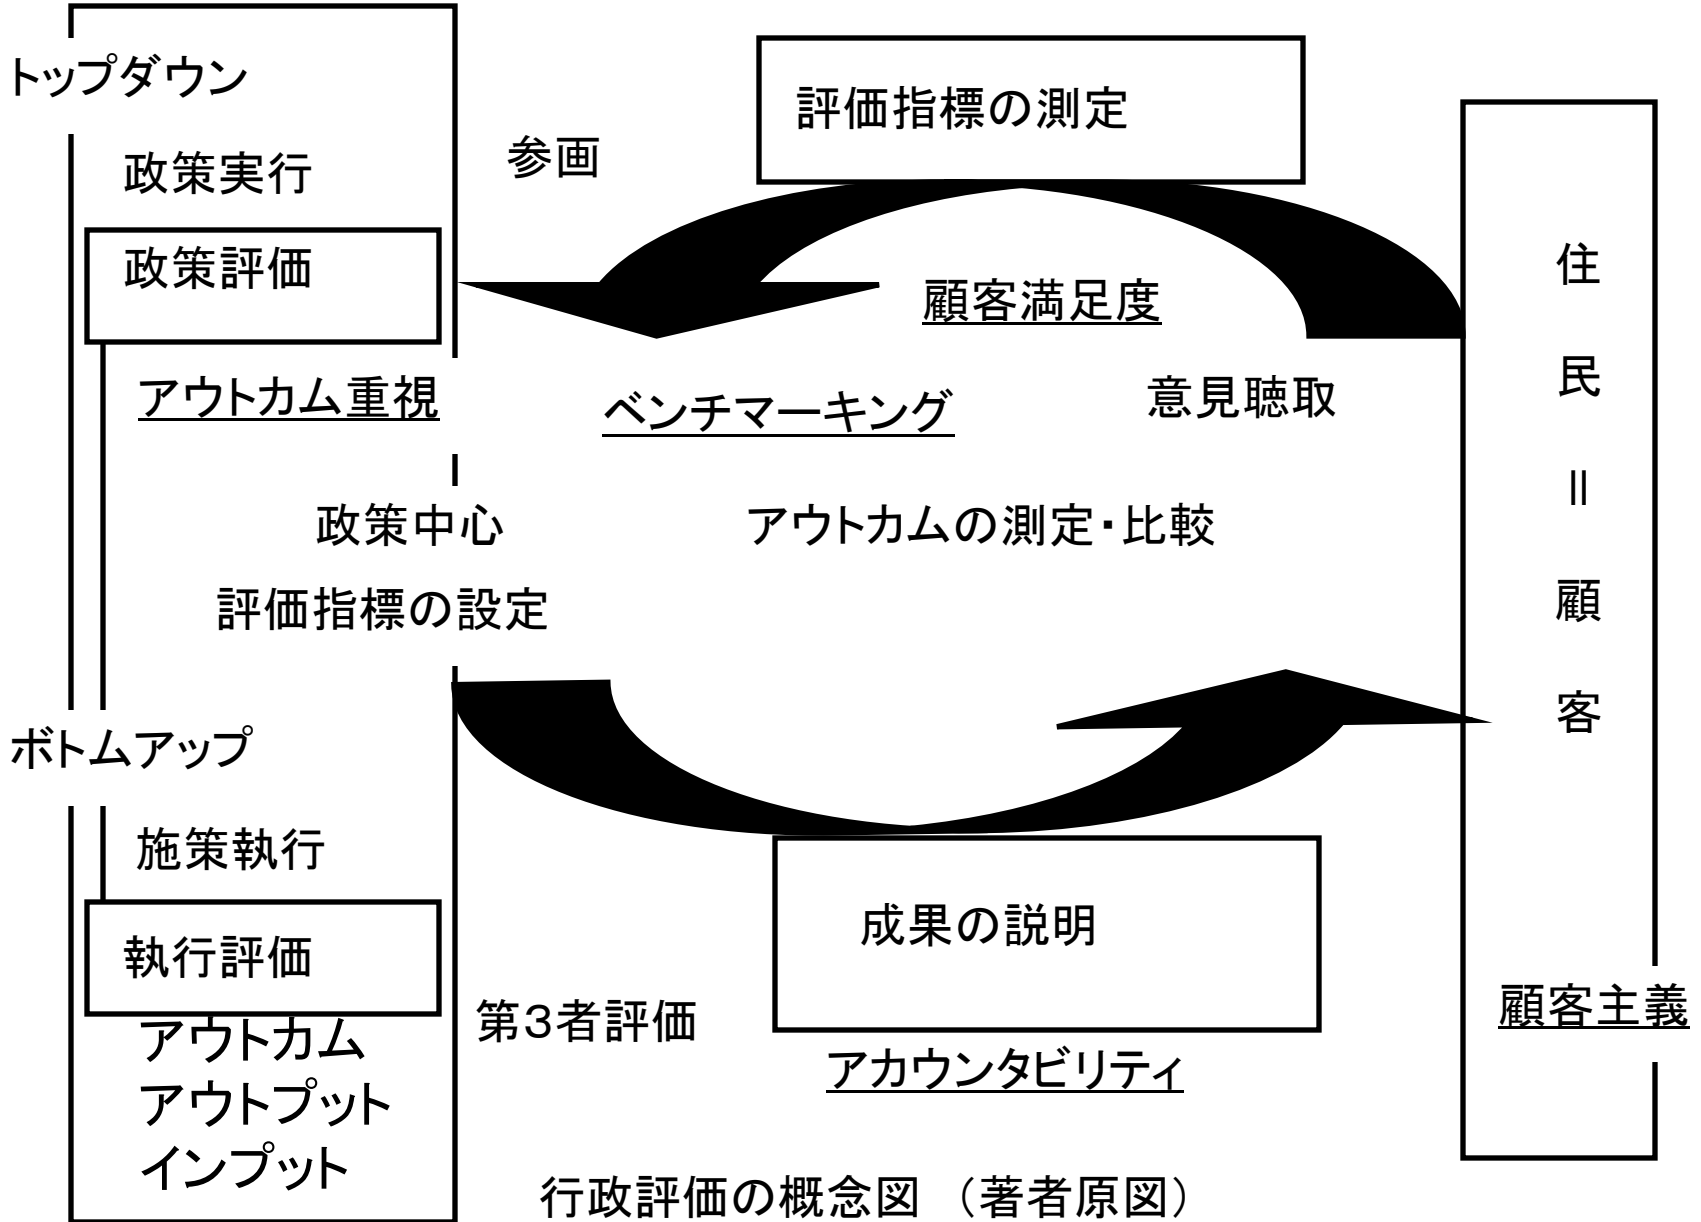 トップダウン
政策実行
政策評価
アウトカム重視
政策中心
評価指標の設定
ボトムアップ
施策執行
執行評価
アウトカム
アウトプット
インプット
参画
評価指標の測定
顧客満足度
ベンチマーキング
意見聴取
アウトカムの測定・比較
第3者評価
成果の説明
アカウンタビリティ
住民=顧客
顧客主義
行政評価の概念図 (著者原図)